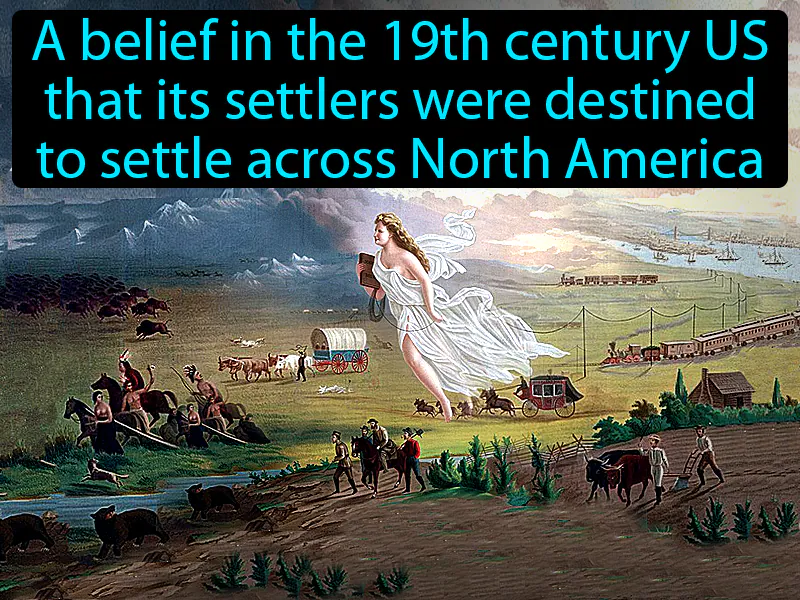 A belief in the 19th century US
that its settlers were destined
to settle across North America